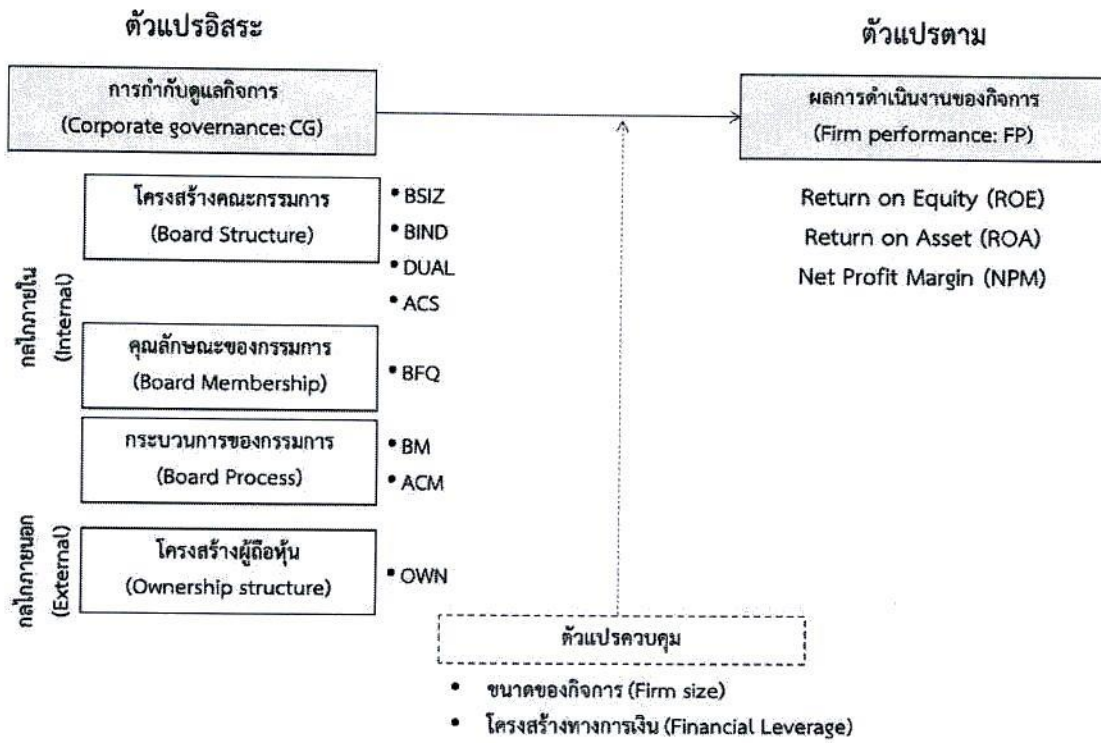 ตัวแปรอิสระ
ตัวแปรตาม
การกำกับดูแลกิจการ
(Corporate governance: CG)
ผลการดำเนินงานของกิจการ
(Firm performance: FP)
กลไกภายใน
(Internal)
โครงสร้างคณะกรรมการ
(Board Structure)
• BSIZ
• BIND
• DUAL
• ACS
คุณลักษณะของกรรมการ
(Board Membership)
• BFQ
กระบวนการของกรรมการ
(Board Process)
• BM
• ACM
Return on Equity (ROE)
Return on Asset (ROA)
Net Profit Margin (NPM)
กลไกภายนอก
(External)
โครงสร้างผู้ถือหุ้น
(Ownership structure)
• OWN
ตัวแปรควบคุม
• ขนาดของกิจการ (Firm size)
• โครงสร้างทางการเงิน (Financial Leverage)